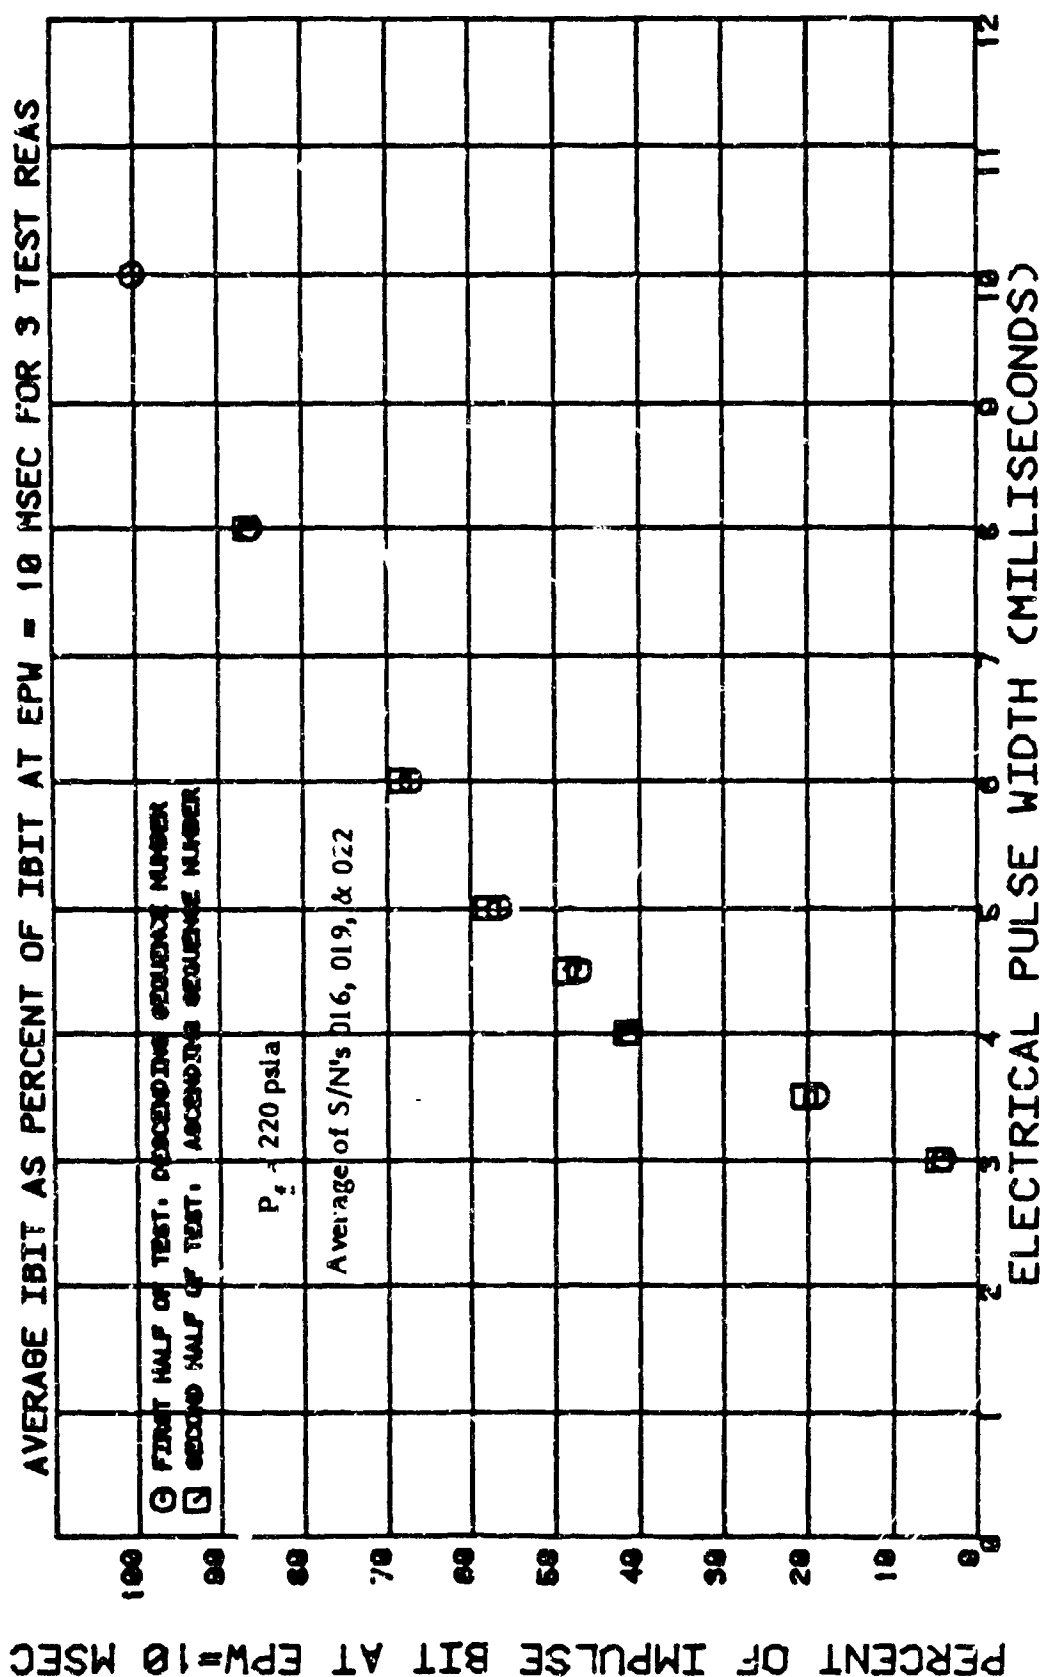 AVERAGE IBIT AS PERCENT OF IBIT AT EPW = 10 MSEC FOR 3 TEST REAS
FIRST HALF OF TEST: DESCENDING SEQUENCE NUMBER
SECOND HALF OF TEST: ASCENDING SEQUENCE NUMBER
P = 220 psia
Average of S/N's 016, 019, & 022
PERCENT OF IMPULSE BIT AT EPW=10 MSEC
100
90
80
70
60
50
40
30
20
10
0
0 1 2 3 4 5 6 7 8 9 10 11 12
ELECTRICAL PULSE WIDTH (MILLISECONDS)